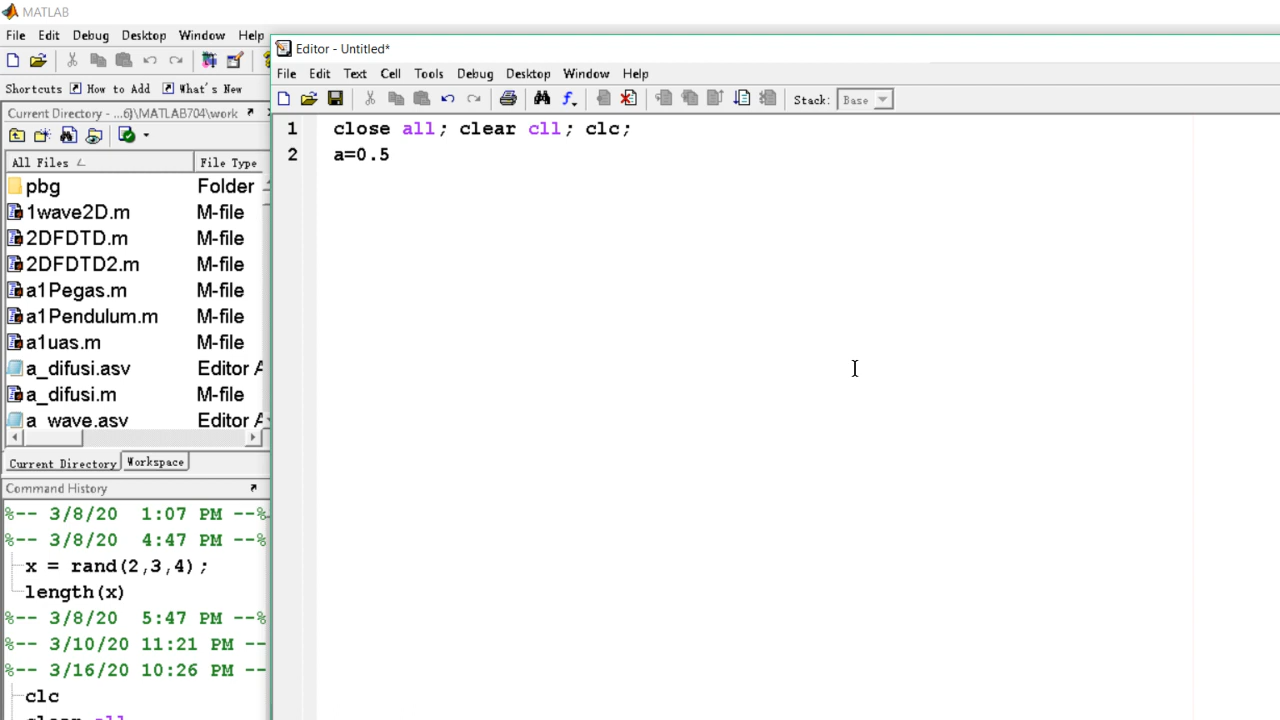 MATLAB
File Edit Debug Desktop Window Help
Shortcuts How to Add What's New
Current Directory - ...6)\MATLAB704\work
All Files File Type
pbg Folder
1wave2D.m M-file
2DFDTD.m M-file
2DFDTD2.m M-file
a1Pegas.m M-file
a1Pendulum.m M-file
a1uas.m M-file
a_difusi.asv Editor A
a_difusi.m M-file
a_wave.asv Editor A
Current Directory Workspace
Command History
%-- 3/8/20 1:07 PM --%
%-- 3/8/20 4:47 PM --%
x = rand(2,3,4);
length(x)
%-- 3/8/20 5:47 PM --%
%-- 3/10/20 11:21 PM --
%-- 3/16/20 10:26 PM --
clc
clear all
Editor - Untitled*
File Edit Text Cell Tools Debug Desktop Window Help
Stack: Base
1 close all; clear cll; clc;
2 a=0.5